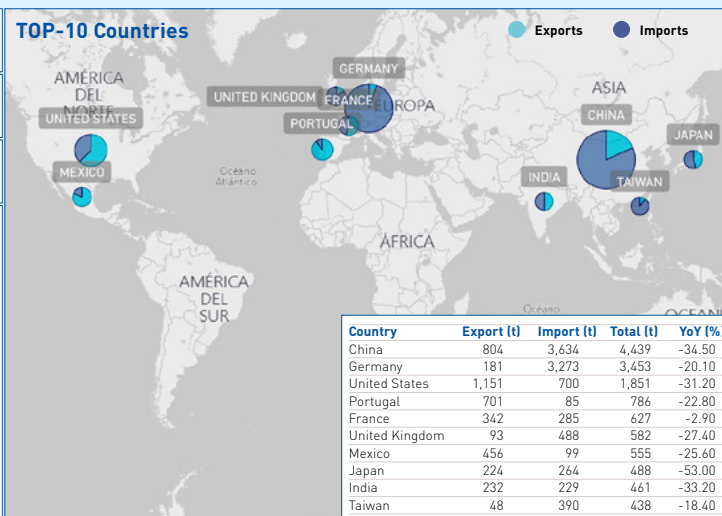 TOP-10 Countries
Exports
Imports
GERMANY
AMÉRICA
DEL
NORTE
UNITED STATES
UNITED KINGDOM
FRANCE
EUROPA
PORTUGAL
ASIA
CHINA
JAPAN
MEXICO
Océano
Atlántico
INDIA
TAIWAN
ÁFRICA
AMÉRICA
DEL
SUR
Océano
Country Export (t) Import (t) Total (t) YoY (%
China 804 3,634 4,439 -34.50
Germany 181 3,273 3,453 -20.10
United States 1,151 700 1,851 -31.20
Portugal 701 85 786 -22.80
France 342 285 627 -2.90
United Kingdom 93 488 582 -27.40
Mexico 456 99 555 -25.60
Japan 224 264 488 -53.00
India 232 229 461 -33.20
Taiwan 48 390 438 -18.40